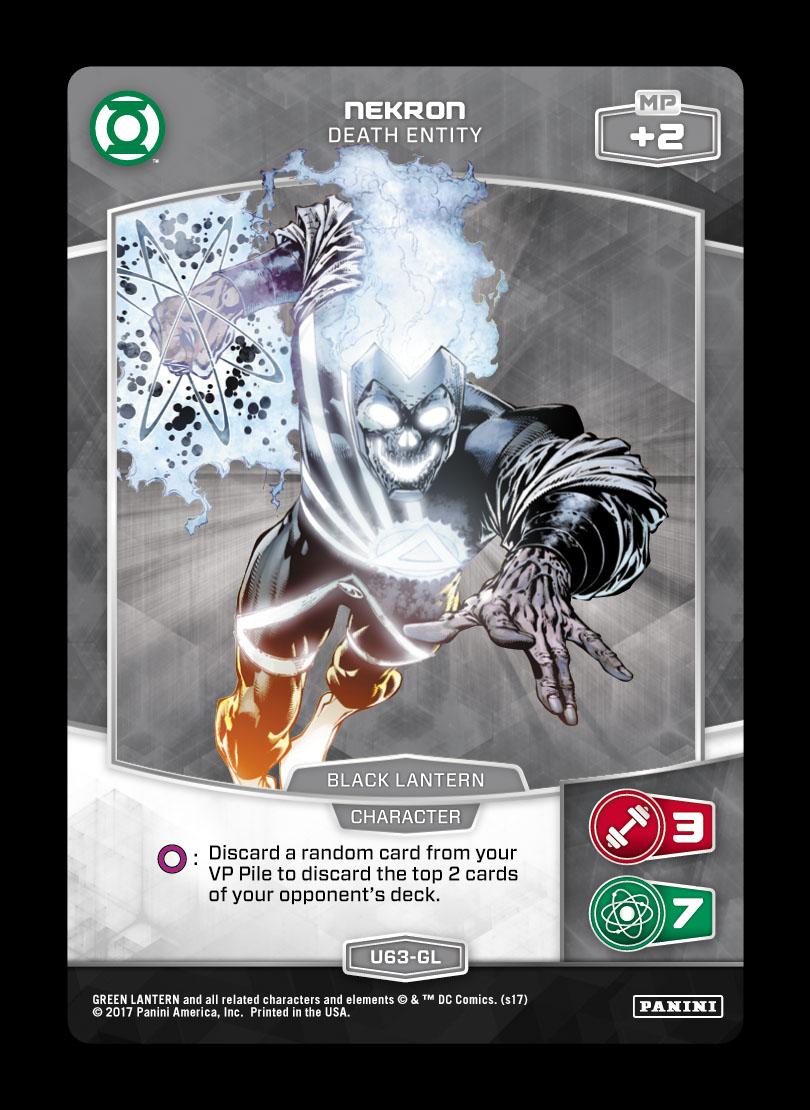 NEKRON
DEATH ENTITY
MP
+2
TM
BLACK LANTERN
CHARACTER
: Discard a random card from your
VP Pile to discard the top 2 cards
of your opponent's deck.
3
7
U63-GL
GREEN LANTERN and all related characters and elements © & ™ DC Comics. (s17)
© 2017 Panini America, Inc. Printed in the USA.
PANINI